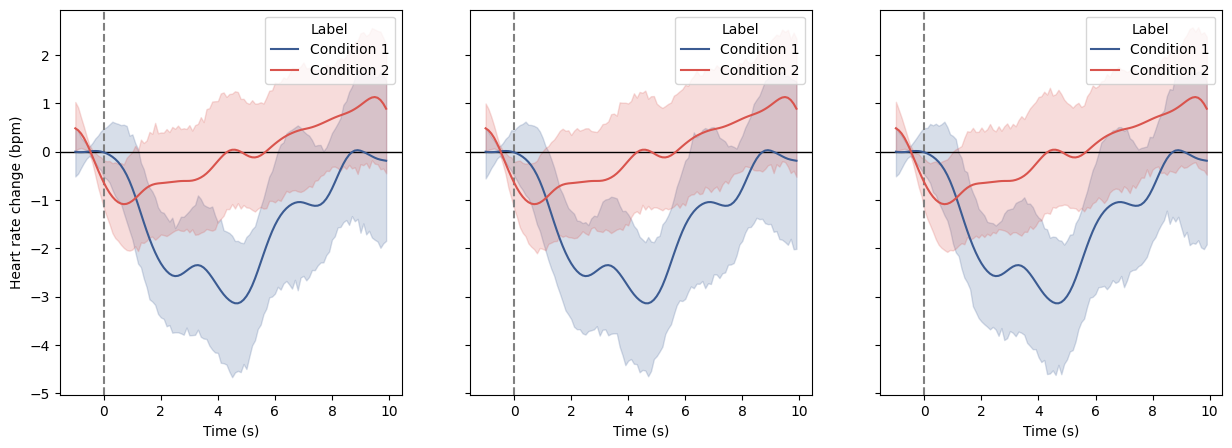 Heart rate change (bpm)
2
1
0
−1
−2
−3
−4
−5
Label
Condition 1
Condition 2
0 2 4 6 8 10
Time (s)
Label
Condition 1
Condition 2
0 2 4 6 8 10
Time (s)
Label
Condition 1
Condition 2
0 2 4 6 8 10
Time (s)